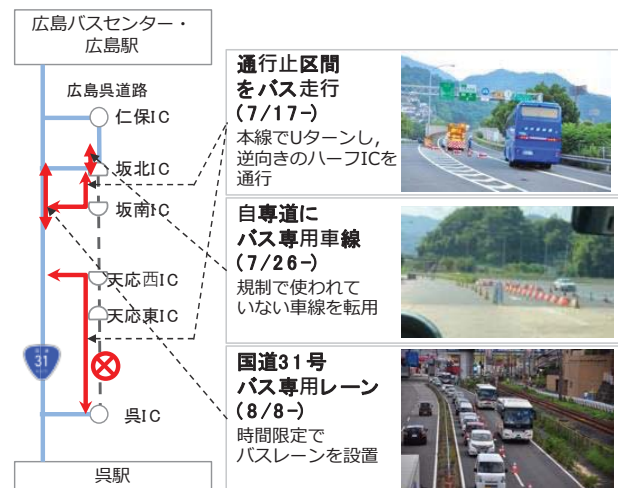 広島バスセンター・
広島駅
広島呉道路
仁保IC
坂北IC
坂南IC
天応西IC
天応東IC
31
呉IC
呉駅
通行止区間
をバス走行
(7/17-)
本線でUターンし,
逆向きのハーフICを
通行
自専道に
バス専用車線
(7/26-)
規制で使われて
いない車線を転用
国道31号
バス専用レーン
(8/8-)
時間限定で
バスレーンを設置